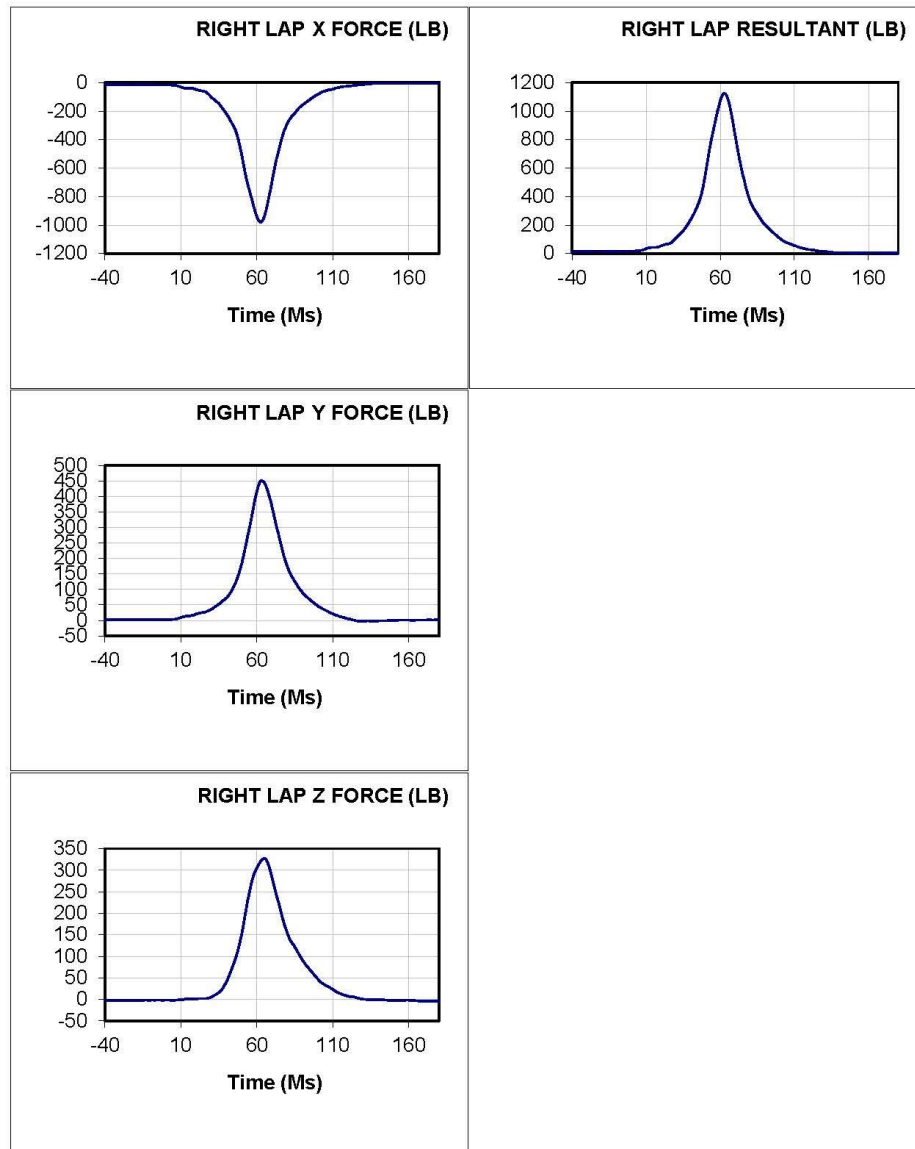 RIGHT LAP X FORCE (LB)
0
-200
-400
-600
-800
-1000
-1200
-40 10 60 110 160
Time (Ms)
RIGHT LAP RESULTANT (LB)
1200
1000
800
600
400
200
0
-40 10 60 110 160
Time (Ms)
RIGHT LAP Y FORCE (LB)
500
450
400
350
300
250
200
150
100
50
0
-50
-40 10 60 110 160
Time (Ms)
RIGHT LAP Z FORCE (LB)
350
300
250
200
150
100
50
0
-50
-40 10 60 110 160
Time (Ms)